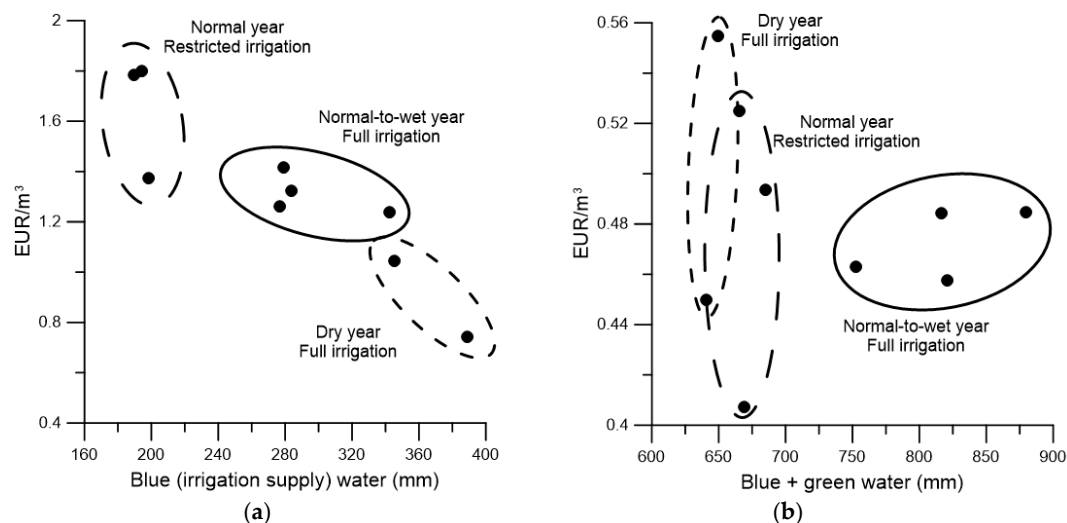 2
1.6
1.2
0.8
0.4
EUR/m³
Normal year
Restricted irrigation
Normal-to-wet year
Full irrigation
Dry year
Full irrigation
160 200 240 280 320 360 400
Blue (irrigation supply) water (mm)
(a)
0.56
0.52
0.48
0.44
0.4
EUR/m³
Dry year
Full irrigation
Normal year
Restricted irrigation
Normal-to-wet year
Full irrigation
600 650 700 750 800 850 900
Blue + green water (mm)
(b)